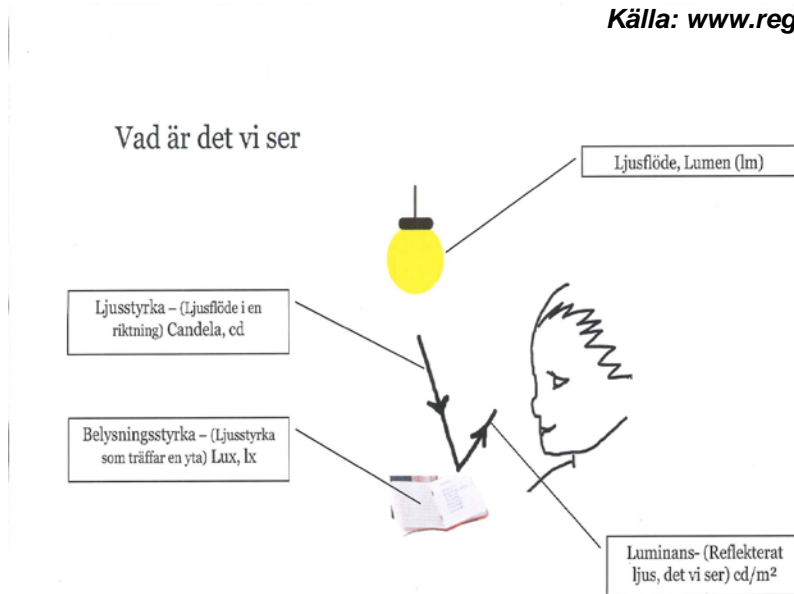 Källa: www.reg
Vad är det vi ser
Ljusflöde, Lumen (lm)
Ljusstyrka – (Ljusflöde i en
riktning) Candela, cd
Belysningsstyrka – (Ljusstyrka
som träffar en yta) Lux, lx
Luminans- (Reflekterat
ljus, det vi ser) cd/m²